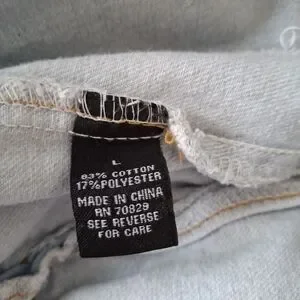 L
83% COTTON
17% POLYESTER
MADE IN CHINA
RN 70829
SEE REVERSE
FOR CARE